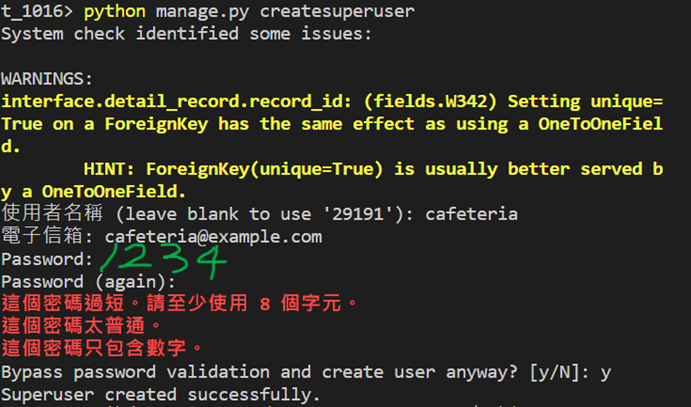 t_1016> python manage.py createsuperuser
System check identified some issues:
WARNINGS:
interface.detail_record.record_id: (fields.W342) Setting unique=
True on a ForeignKey has the same effect as using a OneToOneFiel
d.
        HINT: ForeignKey(unique=True) is usually better served b
y a OneToOneField.
使用者名稱 (leave blank to use '29191'): cafeteria
電子信箱: cafeteria@example.com
Password: 1234
Password (again):
這個密碼過短。請至少使用 8 個字元。
這個密碼太普通。
這個密碼只包含數字。
Bypass password validation and create user anyway? [y/N]: y
Superuser created successfully.